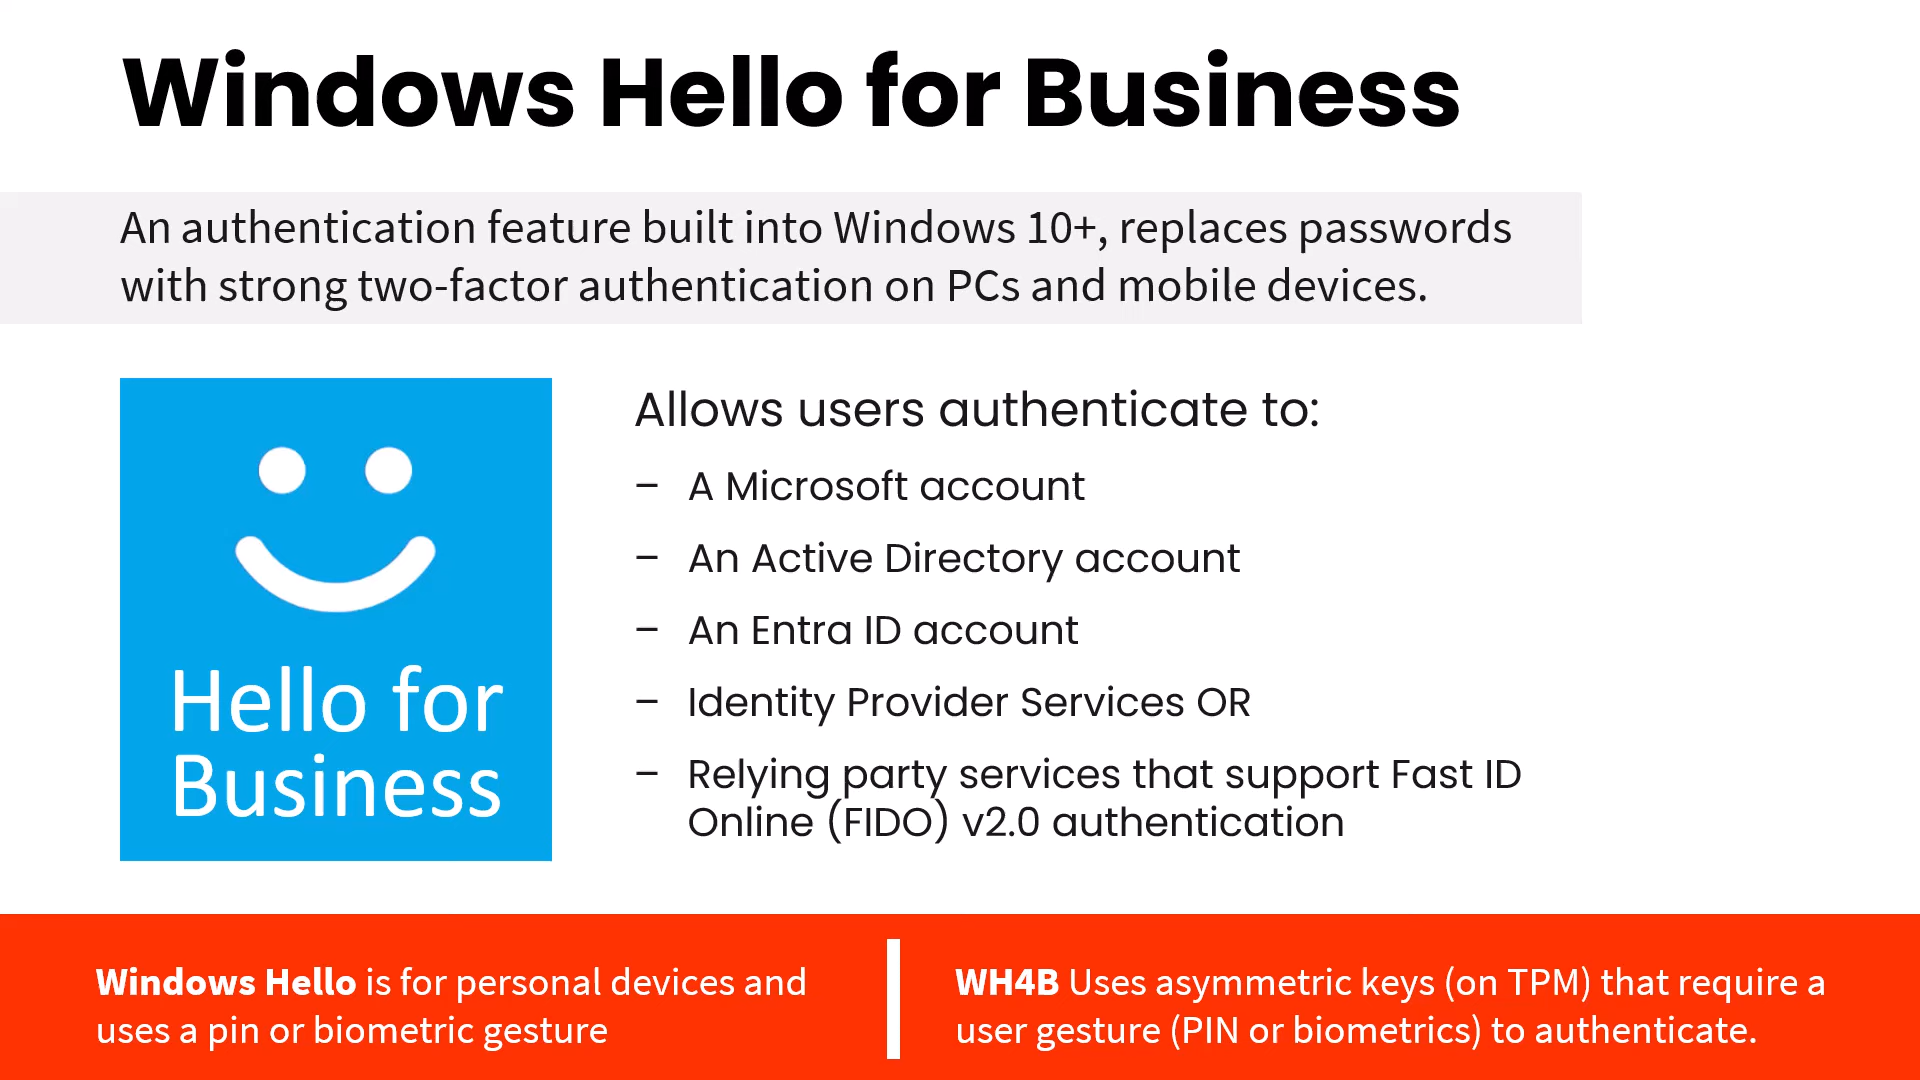 Windows Hello for Business
An authentication feature built into Windows 10+, replaces passwords
with strong two-factor authentication on PCs and mobile devices.
Hello for
Business
Allows users authenticate to:
– A Microsoft account
– An Active Directory account
– An Entra ID account
– Identity Provider Services OR
– Relying party services that support Fast ID
Online (FIDO) v2.0 authentication
Windows Hello is for personal devices and
uses a pin or biometric gesture
WH4B Uses asymmetric keys (on TPM) that require a
user gesture (PIN or biometrics) to authenticate.